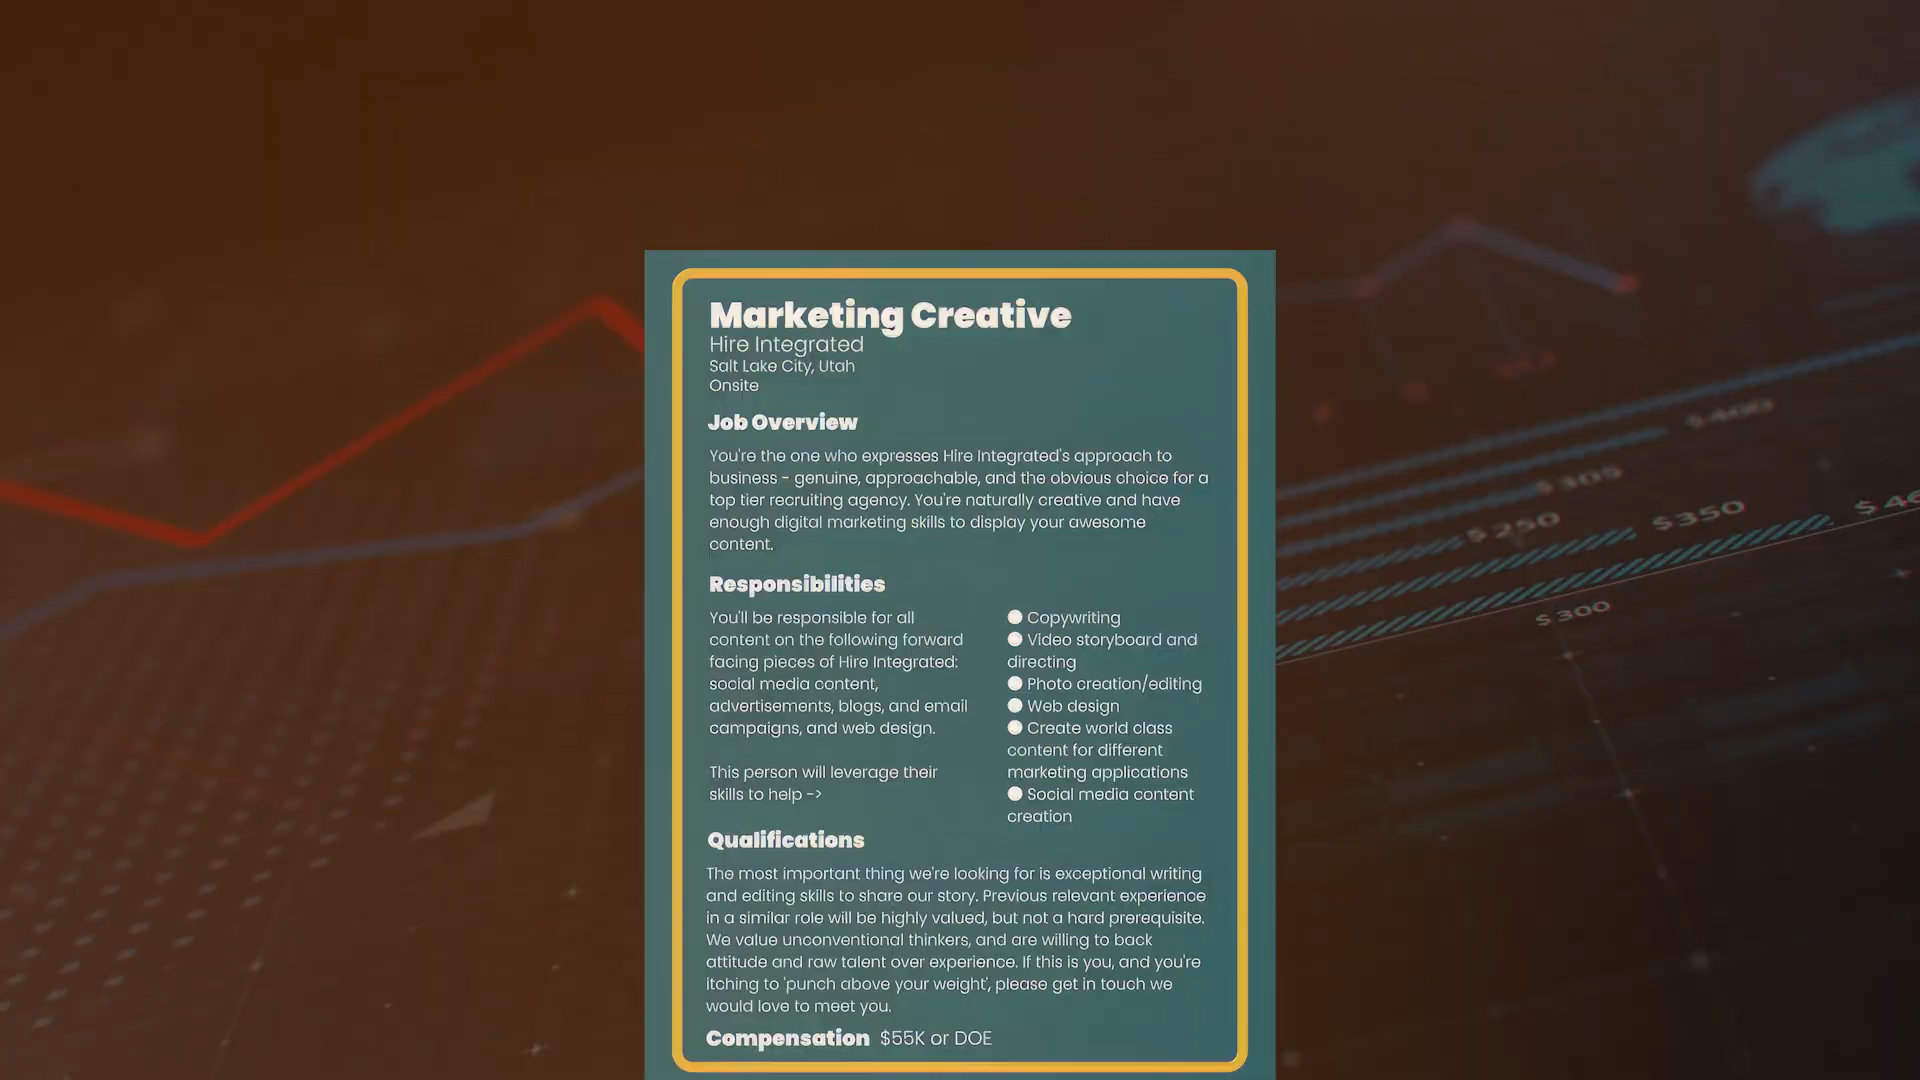 Marketing Creative
Hire Integrated
Salt Lake City, Utah
Onsite
Job Overview
You're the one who expresses Hire Integrated's approach to
business - genuine, approachable, and the obvious choice for a
top tier recruiting agency. You're naturally creative and have
enough digital marketing skills to display your awesome
content.
Responsibilities
You'll be responsible for all
content on the following forward
facing pieces of Hire Integrated:
social media content,
advertisements, blogs, and email
campaigns, and web design.
This person will leverage their
skills to help ->
Copywriting
Video storyboard and
directing
Photo creation/editing
Web design
Create world class
content for different
marketing applications
Social media content
creation
Qualifications
The most important thing we're looking for is exceptional writing
and editing skills to share our story. Previous relevant experience
in a similar role will be highly valued, but not a hard prerequisite.
We value unconventional thinkers, and are willing to back
attitude and raw talent over experience. If this is you, and you're
itching to 'punch above your weight', please get in touch we
would love to meet you.
Compensation $55K or DOE
$400
$305
$250
$350
$300